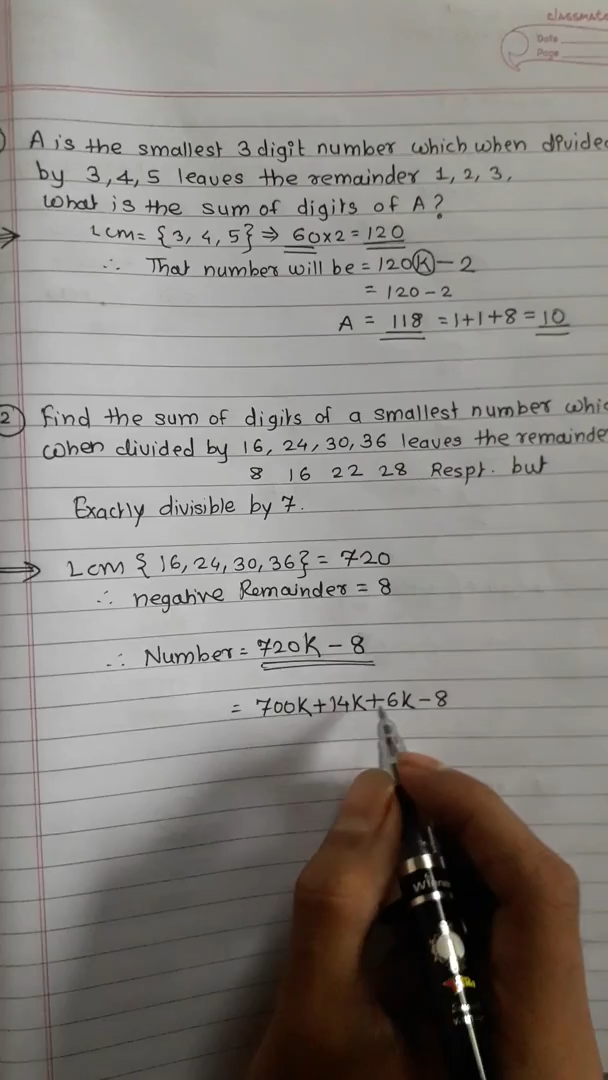 classmate
Date
Page
A is the smallest 3 digit number which when divided
by 3,4,5 leaves the remainder 1, 2, 3,
what is the sum of digits of A?
Lcm = {3, 4, 5} ⇒ 60x2 = 120
∴ That number will be = 120K - 2
= 120 - 2
A = 118 = 1+1+8 = 10
2) Find the sum of digits of a smallest number which
when divided by 16, 24, 30, 36 leaves the remainder
8 16 22 28 Respt. but
Exactly divisible by 7.
⇒ Lcm {16, 24, 30, 36} = 720
∴ negative Remainder = 8
∴ Number = 720K - 8
= 700K + 14K + 6K - 8